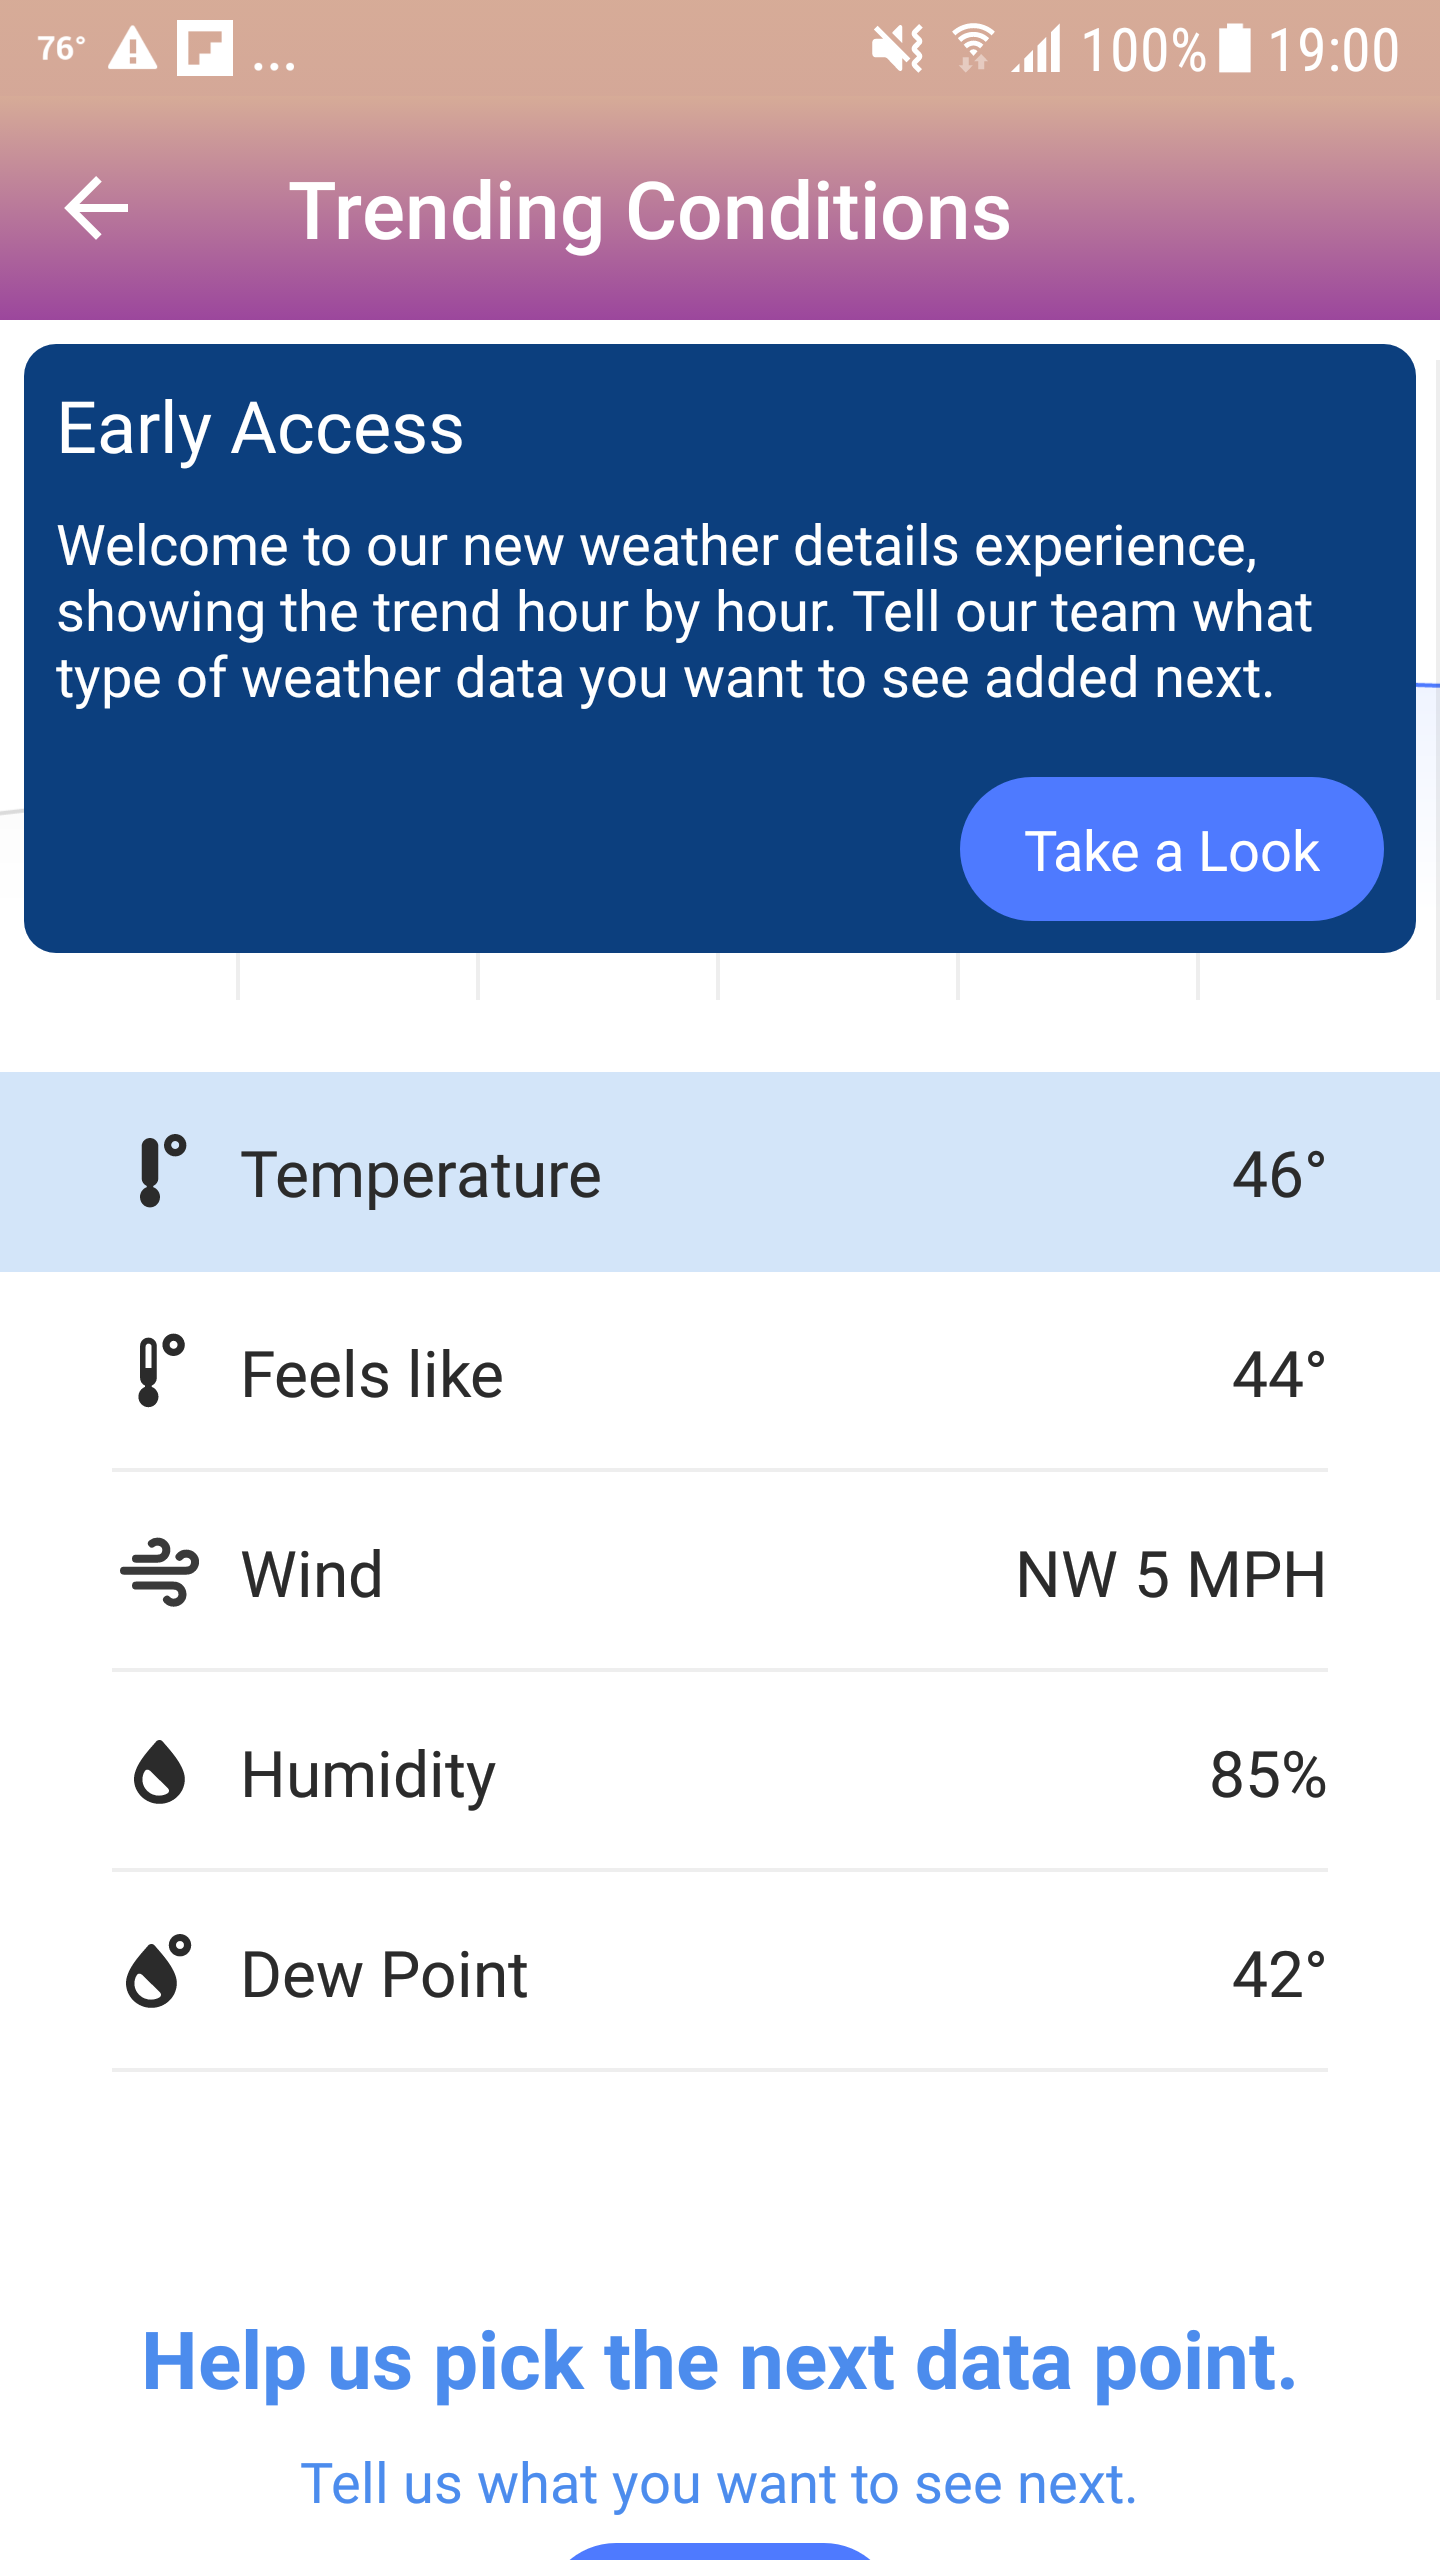 76° ... 100% 19:00
Trending Conditions
Early Access
Welcome to our new weather details experience,
showing the trend hour by hour. Tell our team what
type of weather data you want to see added next.
Take a Look
Temperature 46°
Feels like 44°
Wind NW 5 MPH
Humidity 85%
Dew Point 42°
Help us pick the next data point.
Tell us what you want to see next.